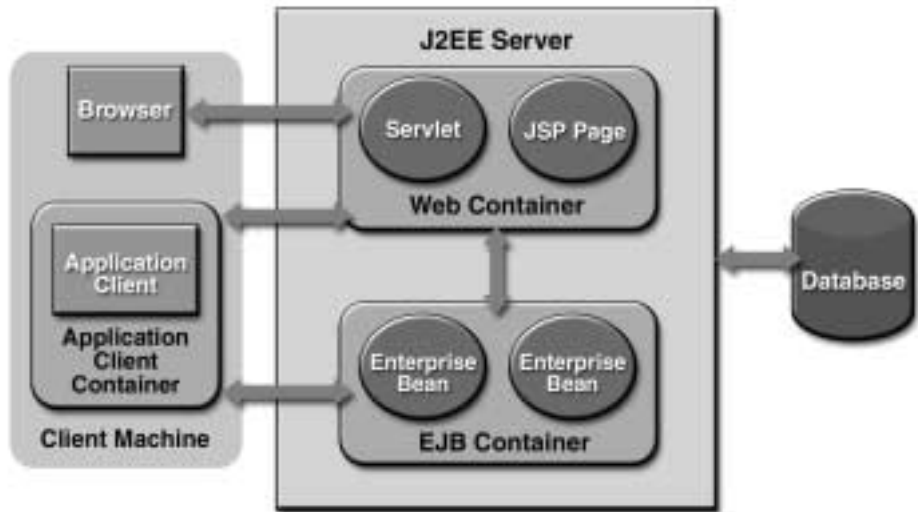 J2EE Server
Browser
Servlet
JSP Page
Web Container
Application
Client
Application
Client
Container
Client Machine
Enterprise
Bean
Enterprise
Bean
EJB Container
Database